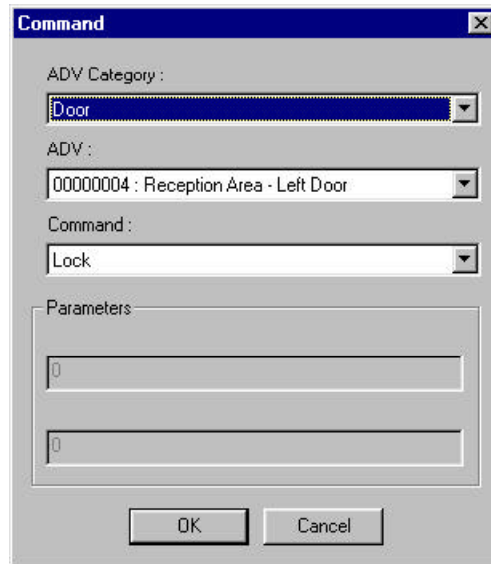 Command
ADV Category :
Door
ADV :
00000004 : Reception Area - Left Door
Command :
Lock
Parameters
0
0
OK
Cancel